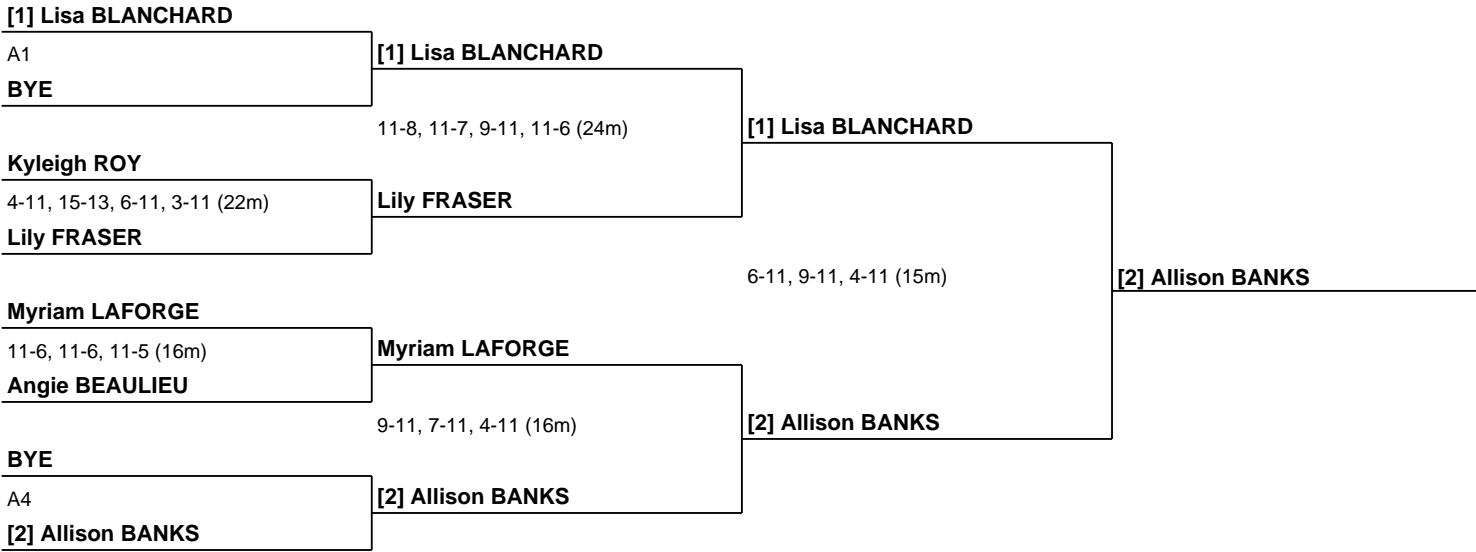 [1] Lisa BLANCHARD
A1
BYE
[1] Lisa BLANCHARD
11-8, 11-7, 9-11, 11-6 (24m)
[1] Lisa BLANCHARD
Kyleigh ROY
4-11, 15-13, 6-11, 3-11 (22m)
Lily FRASER
Lily FRASER
6-11, 9-11, 4-11 (15m)
[2] Allison BANKS
Myriam LAFORGE
11-6, 11-6, 11-5 (16m)
Angie BEAULIEU
Myriam LAFORGE
9-11, 7-11, 4-11 (16m)
[2] Allison BANKS
BYE
A4
[2] Allison BANKS
[2] Allison BANKS